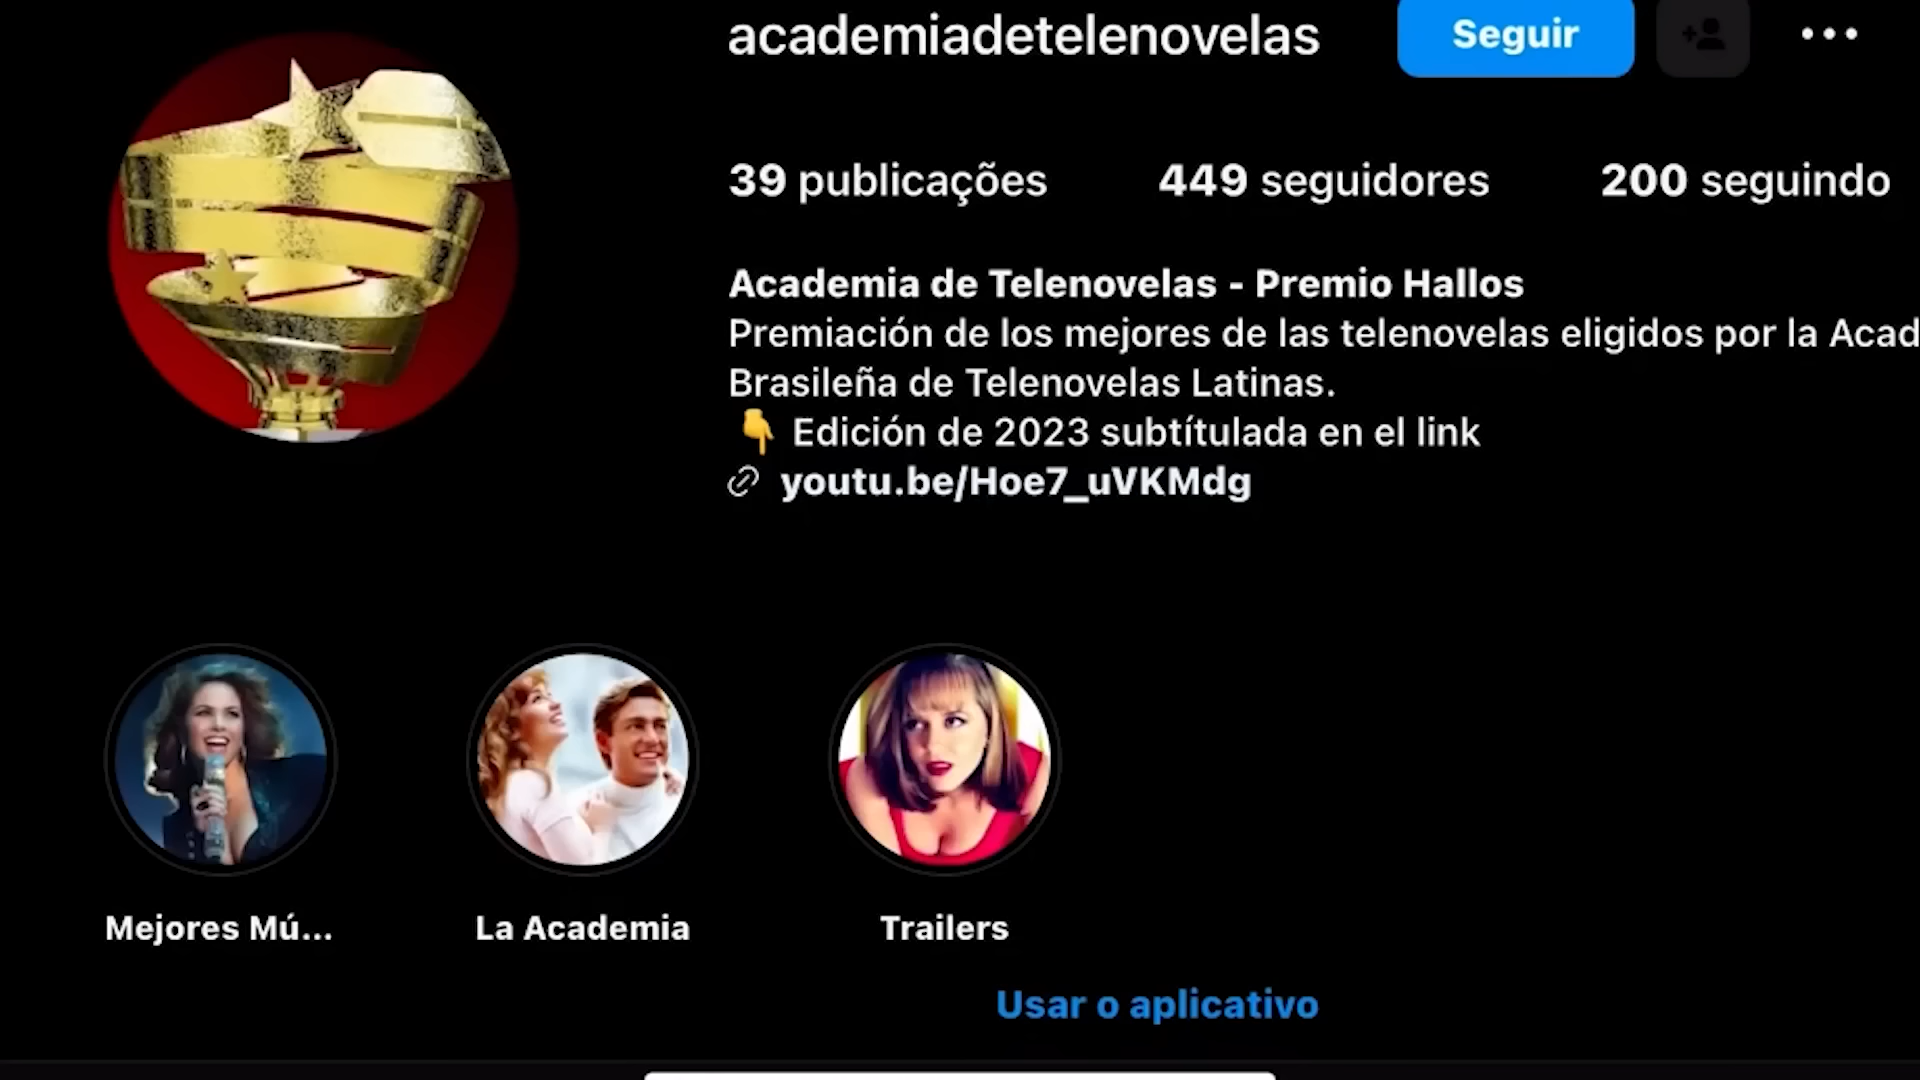 academiadetelenovelas Seguir
39 publicações 449 seguidores 200 seguindo
Academia de Telenovelas - Premio Hallos
Premiación de los mejores de las telenovelas eligidos por la Acad
Brasileña de Telenovelas Latinas.
👇 Edición de 2023 subtítulada en el link
youtu.be/Hoe7_uVKMdg
Mejores Mú... La Academia Trailers
Usar o aplicativo